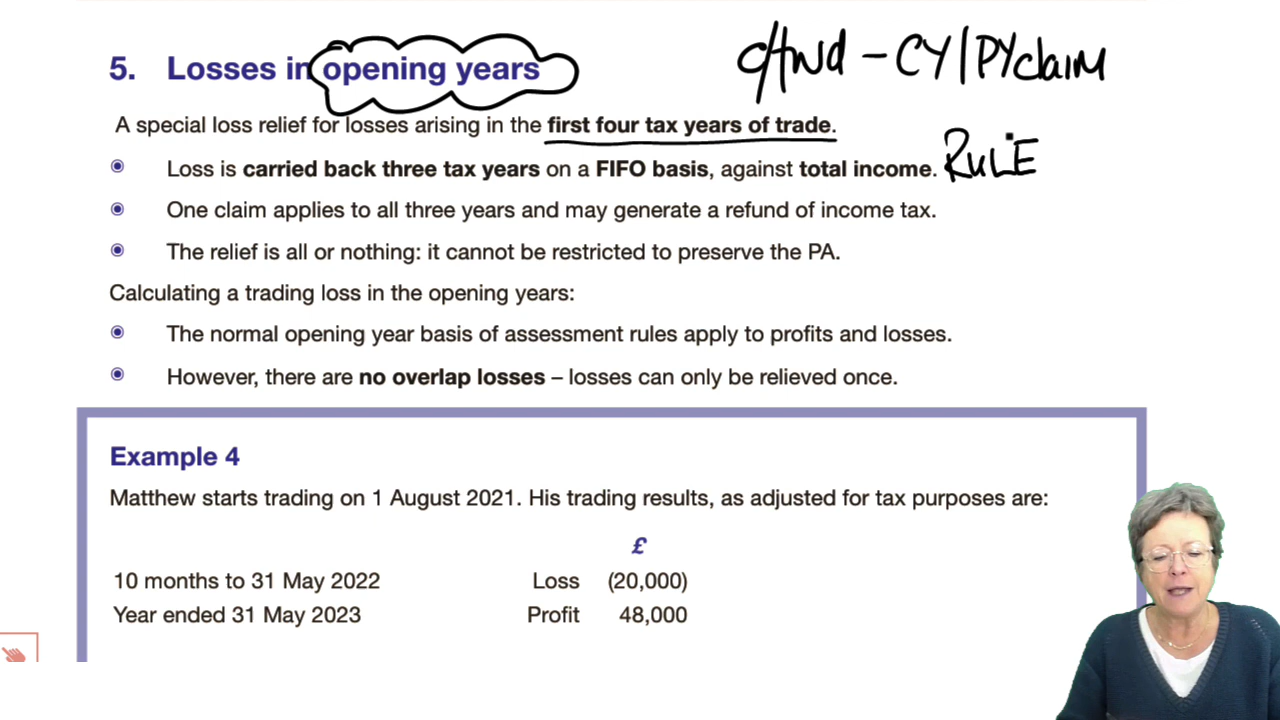 5. Losses in opening years
c/fwd - CY/PY claim
A special loss relief for losses arising in the first four tax years of trade.
Loss is carried back three tax years on a FIFO basis, against total income.
RULE
One claim applies to all three years and may generate a refund of income tax.
The relief is all or nothing: it cannot be restricted to preserve the PA.
Calculating a trading loss in the opening years:
The normal opening year basis of assessment rules apply to profits and losses.
However, there are no overlap losses – losses can only be relieved once.
Example 4
Matthew starts trading on 1 August 2021. His trading results, as adjusted for tax purposes are:
£
10 months to 31 May 2022 Loss (20,000)
Year ended 31 May 2023 Profit 48,000